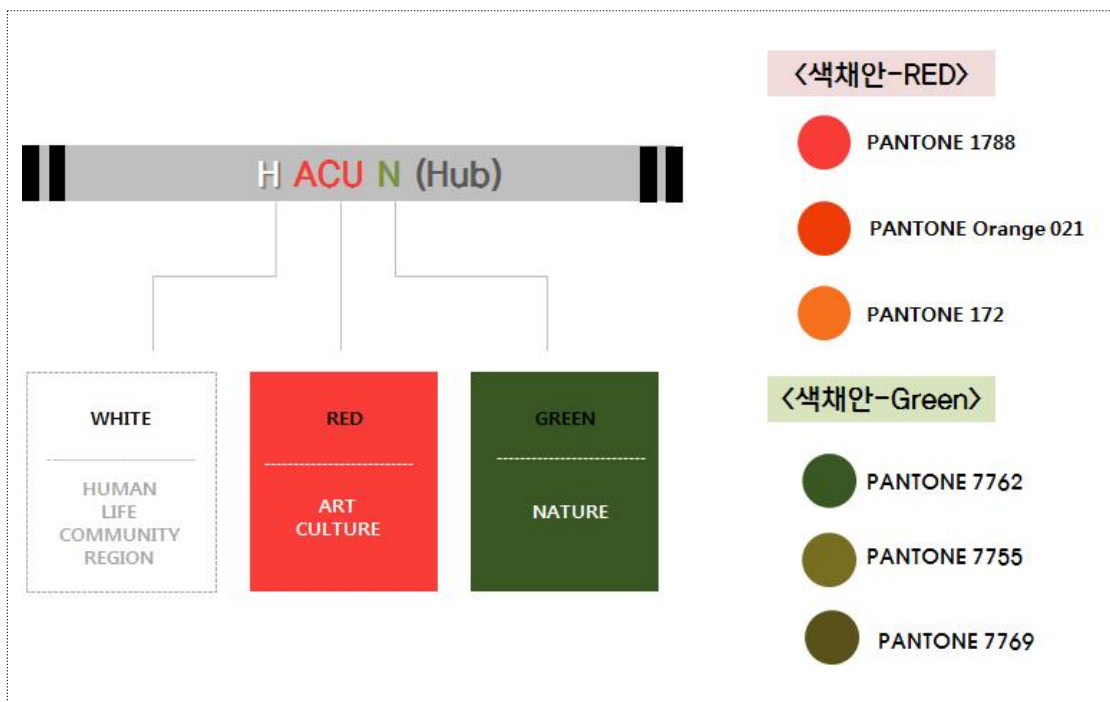 H ACU N (Hub)
WHITE
HUMAN
LIFE
COMMUNITY
REGION
RED
ART
CULTURE
GREEN
NATURE
<색채안-RED>
PANTONE 1788
PANTONE Orange 021
PANTONE 172
<색채안-Green>
PANTONE 7762
PANTONE 7755
PANTONE 7769